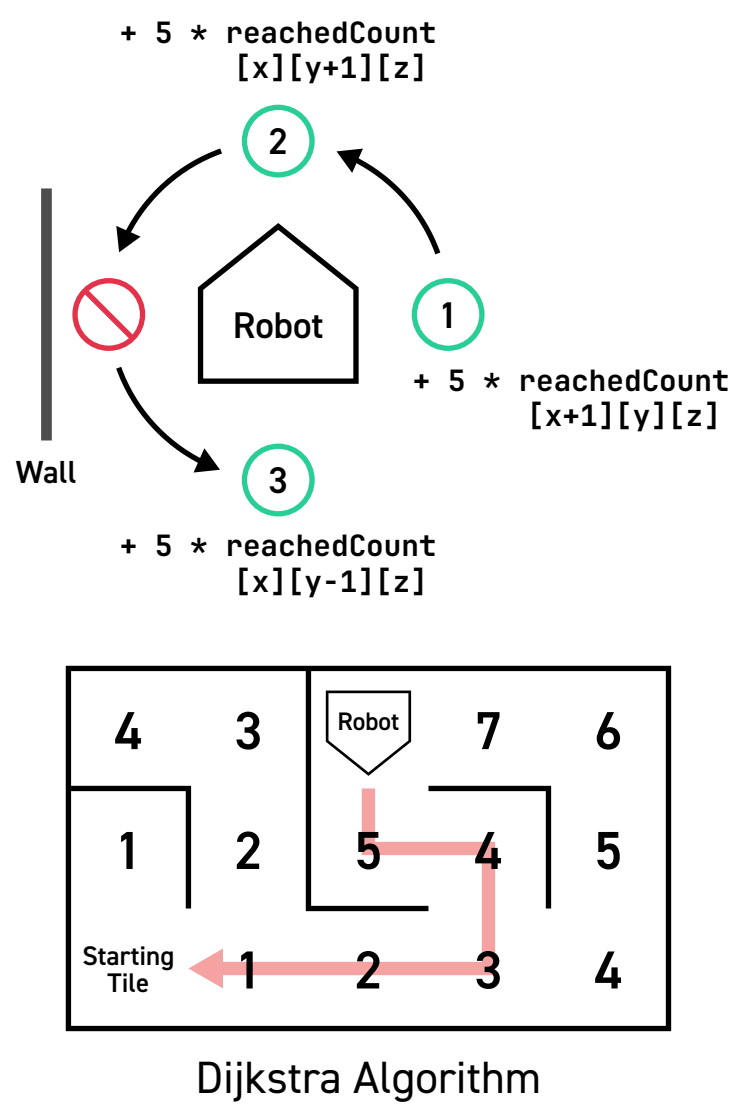 + 5 * reachedCount
[x][y+1][z]
2
1
Robot
+ 5 * reachedCount
[x+1][y][z]
Wall
3
+ 5 * reachedCount
[x][y-1][z]
4 3 Robot 7 6
1 2 5 4 5
Starting
Tile
1 2 3 4
Dijkstra Algorithm